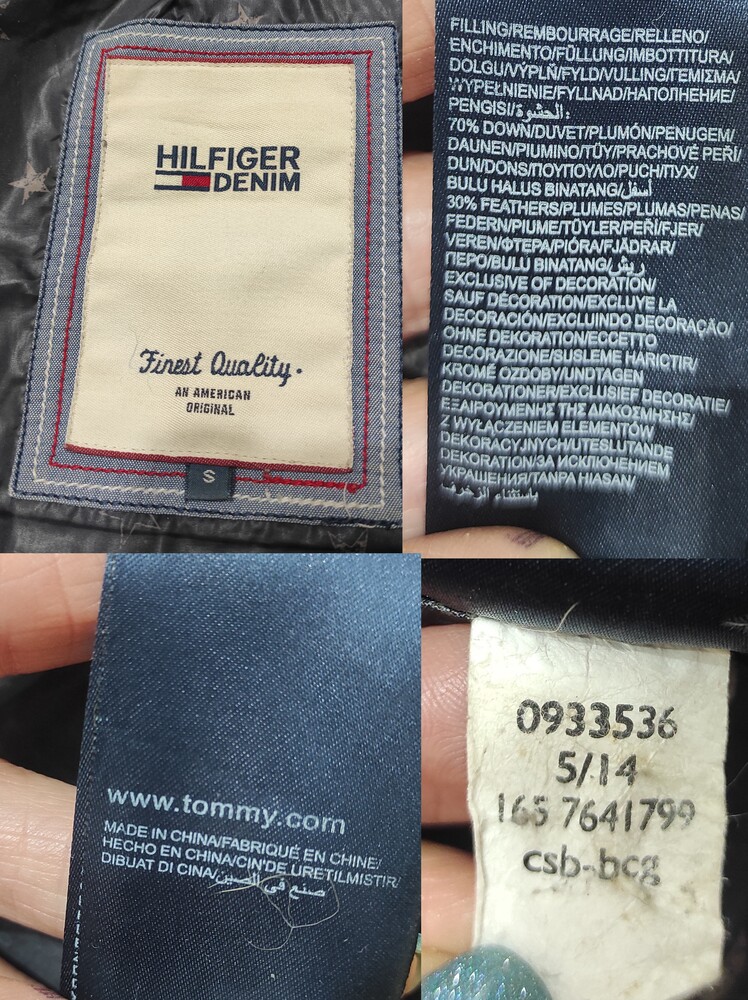 HILFIGER
DENIM
Finest Quality.
AN AMERICAN
ORIGINAL
S
FILLING/REMBOURRAGE/RELLENO/
ENCHIMENTO/FÜLLUNG/IMBOTTITURA/
DOLGU/VÝPLŇ/FYLD/VULLING/ΓΕΜΙΣΜΑ/
WYPEŁNIENIE/FYLLNAD/НАПОЛНЕНИЕ/
PENGISI/الحشوة:
70% DOWN/DUVET/PLUMÓN/PENUGEM/
DAUNEN/PIUMINO/TÜY/PRACHOVÉ PEŘÍ/
DUN/DONS/ΠΟΥΠΟΥΛΟ/PUCH/ПУХ/
BULU HALUS BINATANG/أسفل
30% FEATHERS/PLUMES/PLUMAS/PENAS/
FEDERN/PIUME/TÜYLER/PEŘÍ/FJER/
VEREN/ΦΤΕΡΑ/PIÓRA/FJÄDRAR/
ПЕРО/BULU BINATANG/ريش
EXCLUSIVE OF DECORATION/
SAUF DÉCORATION/EXCLUYE LA
DECORACIÓN/EXCLUINDO DECORAÇÃO/
OHNE DEKORATION/ECCETTO
DECORAZIONE/SUSLEME HARICTIR/
KROMĚ OZDOBY/UNDTAGEN
DEKORATIONER/EXCLUSIEF DECORATIE/
ΕΞΑΙΡΟΥΜΕΝΗΣ ΤΗΣ ΔΙΑΚΟΣΜΗΣΗΣ/
Z WYŁĄCZENIEM ELEMENTÓW
DEKORACYJNYCH/UTESLUTANDE
DEKORATION/ЗА ИСКЛЮЧЕНИЕМ
УКРАШЕНИЯ/TANPA HIASAN/
باستثناء الزخرف
www.tommy.com
MADE IN CHINA/FABRIQUÉ EN CHINE/
HECHO EN CHINA/CIN'DE URETILMISTIR/
DIBUAT DI CINA/صنع في الصين
0933536
5/14
165 7641799
csb-bcg